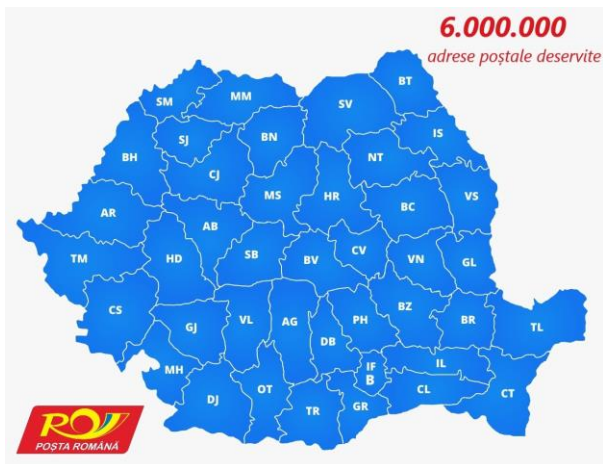 6.000.000
adrese poștale deservite
BT
SM
MM
SV
IS
SJ
BN
NT
BH
CJ
MS
HR
BC
VS
AR
AB
TM
HD
SB
BV
CV
VN
GL
CS
GJ
VL
AG
PH
BZ
BR
TL
DB
MH
IF
IL
B
DJ
OT
TR
GR
CL
CT
POȘTA ROMÂNĂ